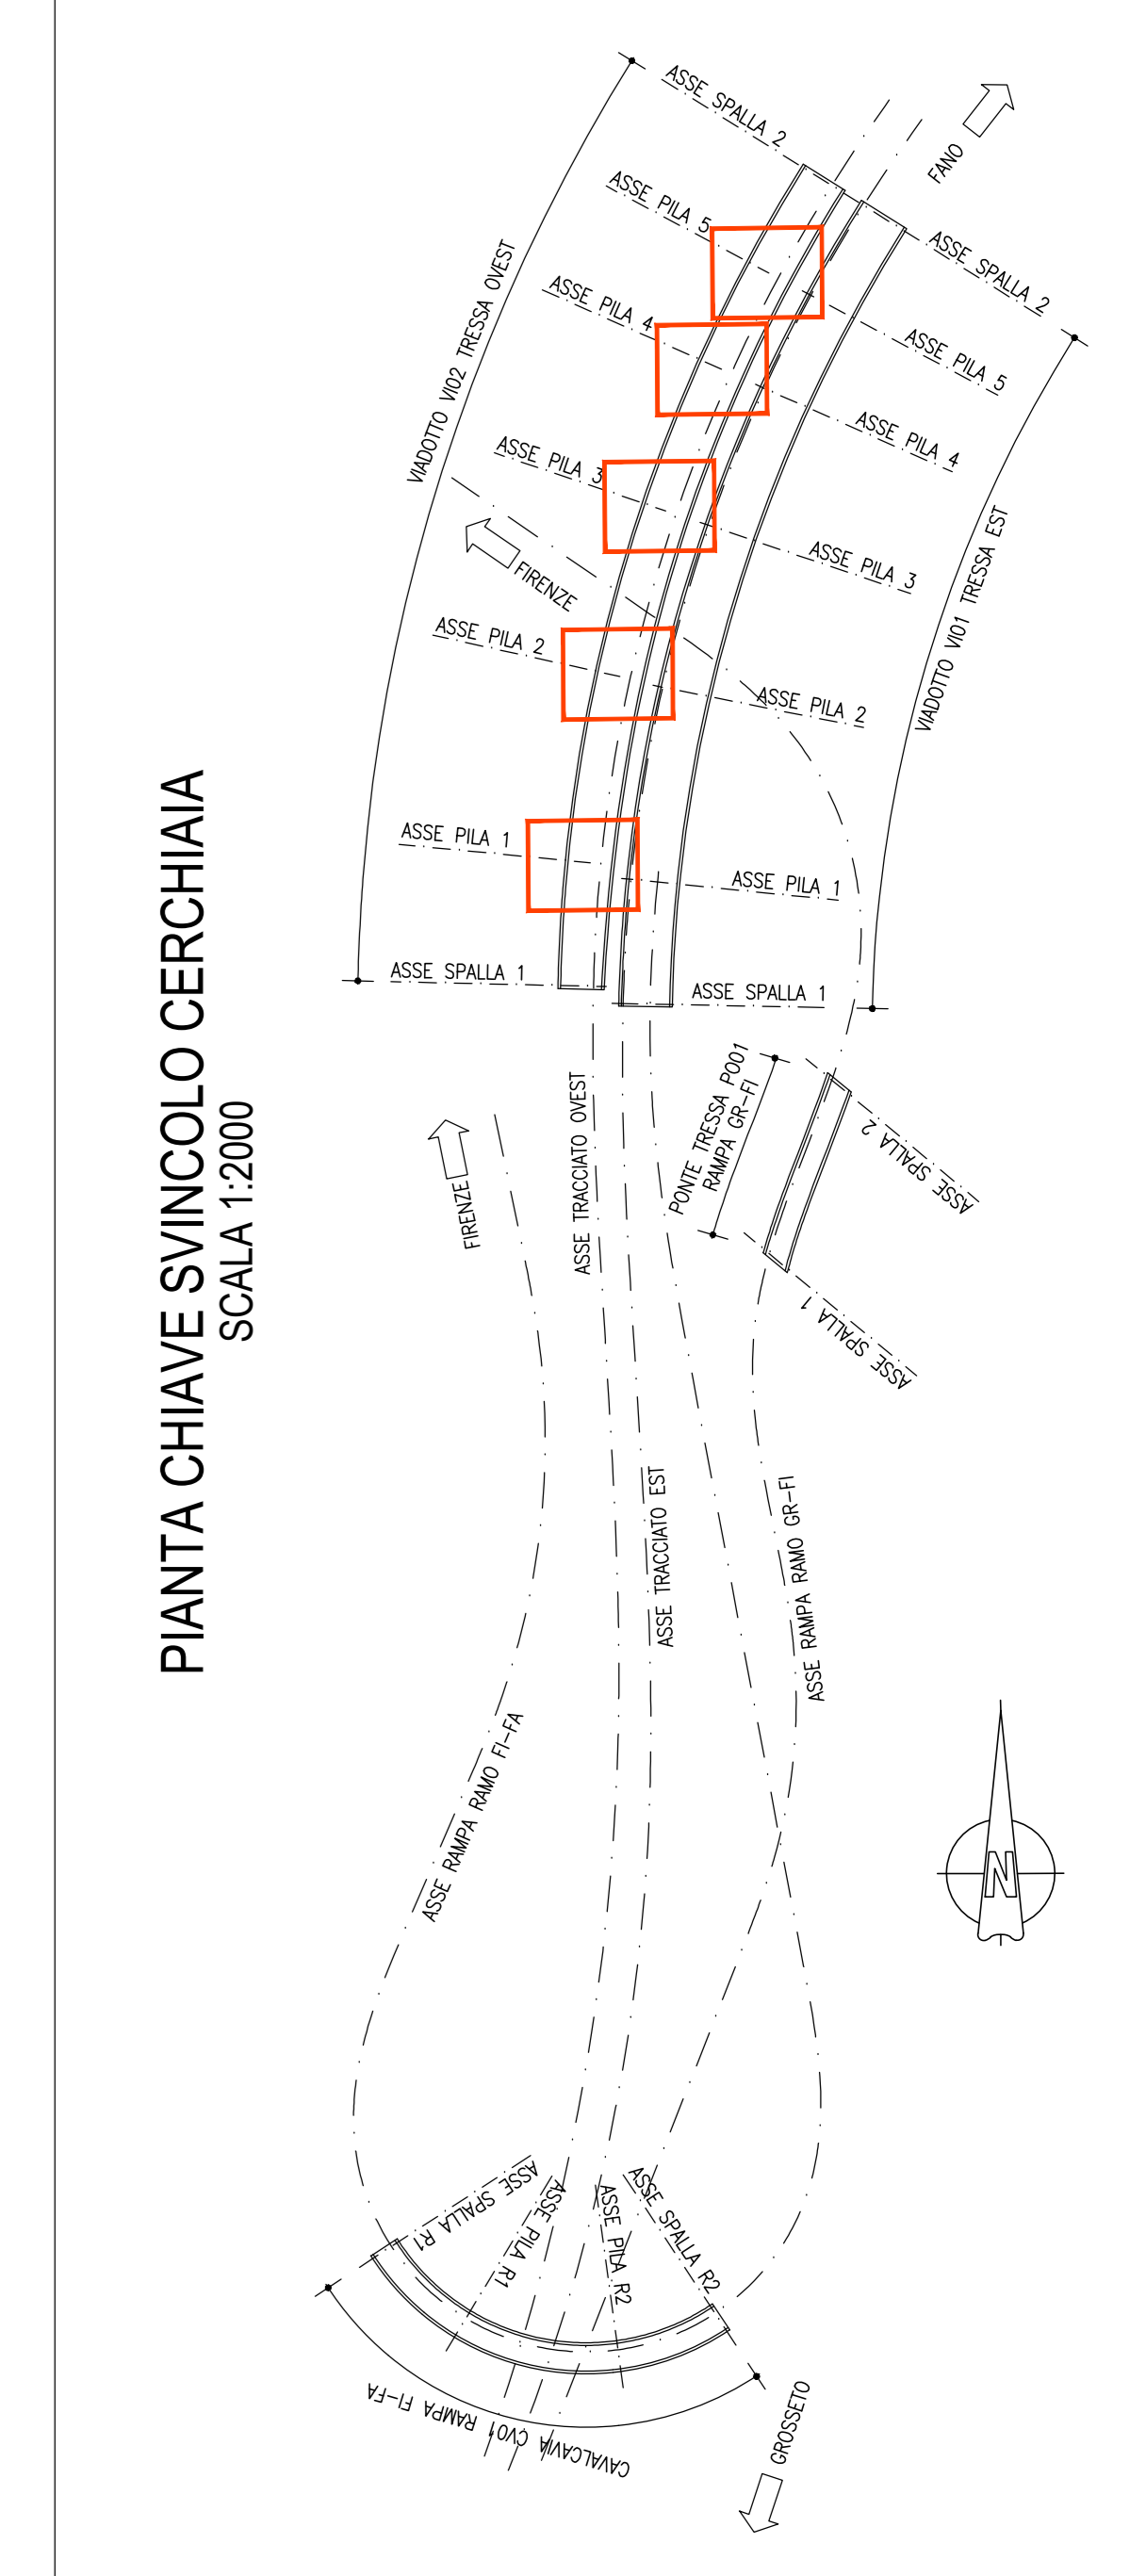 PIANTA CHIAVE SVINCOLO CERCHIAIA
SCALA 1:2000
ASSE SPALLA 2
ASSE PILA 5
ASSE PILA 4
ASSE PILA 3
ASSE PILA 2
ASSE PILA 1
ASSE SPALLA 1
VIADOTTO VI02 TRESSA OVEST
FIRENZE
FANO
ASSE SPALLA 2
ASSE PILA 5
ASSE PILA 4
ASSE PILA 3
ASSE PILA 2
ASSE PILA 1
ASSE SPALLA 1
VIADOTTO VI01 TRESSA EST
PONTE TRESSA PO01
RAMPA GR-FI
ASSE SPALLA 2
ASSE SPALLA 1
FIRENZE
ASSE TRACCIATO OVEST
ASSE TRACCIATO EST
ASSE RAMPA RAMO GR-FI
ASSE RAMPA RAMO FI-FA
N
ASSE SPALLA R1
ASSE PILA R1
ASSE PILA R2
ASSE SPALLA R2
CAVALCAVIA CV01 RAMPA FI-FA
GROSSETO